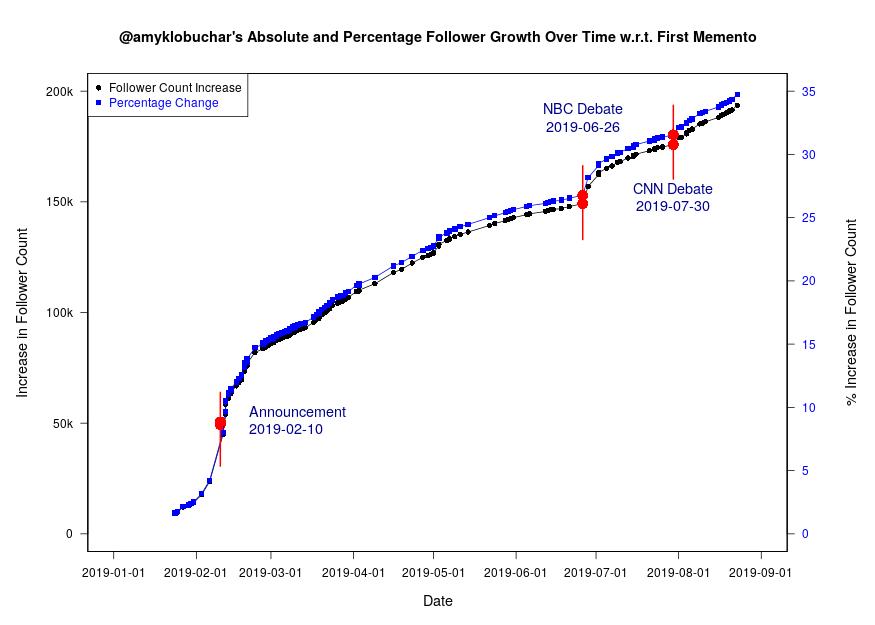 @amyklobuchar's Absolute and Percentage Follower Growth Over Time w.r.t. First Memento
Follower Count Increase
Percentage Change
200k
150k
100k
50k
0
Increase in Follower Count
35
30
25
20
15
10
5
0
% Increase in Follower Count
NBC Debate
2019-06-26
CNN Debate
2019-07-30
Announcement
2019-02-10
2019-01-01 2019-02-01 2019-03-01 2019-04-01 2019-05-01 2019-06-01 2019-07-01 2019-08-01 2019-09-01
Date